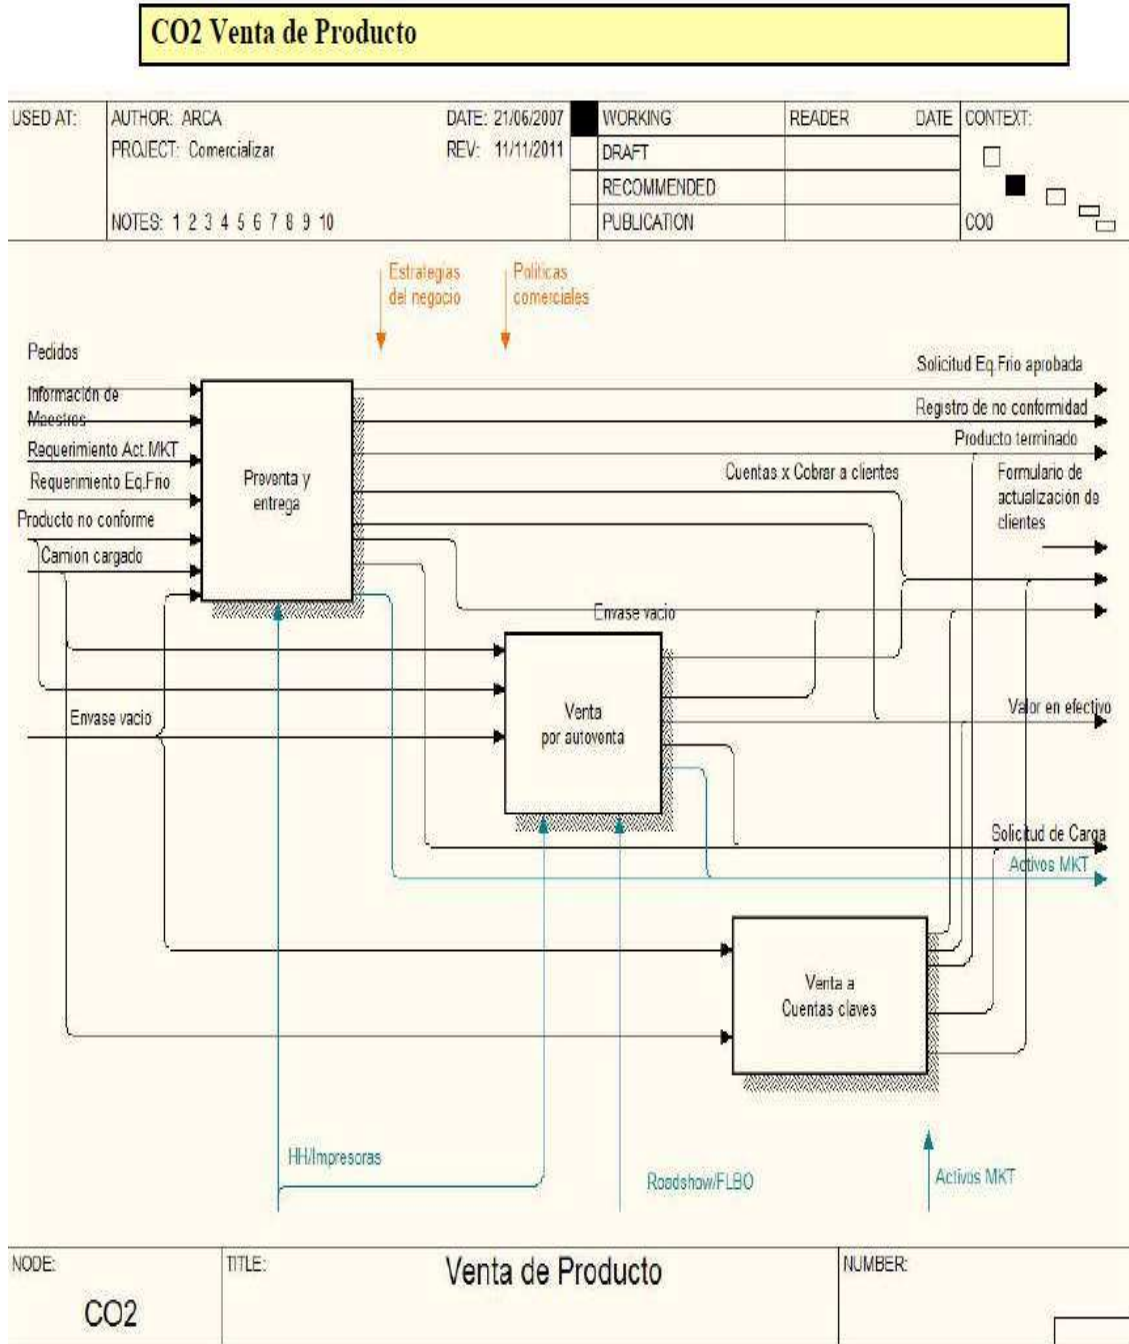 CO2 Venta de Producto
USED AT:
AUTHOR: ARCA
DATE: 21/06/2007
WORKING
READER
DATE
CONTEXT:
PROJECT: Comercializar
REV: 11/11/2011
DRAFT
RECOMMENDED
NOTES: 1 2 3 4 5 6 7 8 9 10
PUBLICATION
CO0
Estrategias
del negocio
Politicas
comerciales
Pedidos
Información de
Maestros
Requerimiento Act.MKT
Requerimiento Eq.Frio
Producto no conforme
Camion cargado
Preventa y
entrega
Solicitud Eq.Frio aprobada
Registro de no conformidad
Producto terminado
Cuentas x Cobrar a clientes
Formulario de
actualización de
clientes
Envase vacio
Envase vacio
Venta
por autoventa
Valor en efectivo
Solicitud de Carga
Activos MKT
Venta a
Cuentas claves
HH/Impresoras
Roadshow/FLBO
Activos MKT
NODE:
CO2
TITLE:
Venta de Producto
NUMBER: